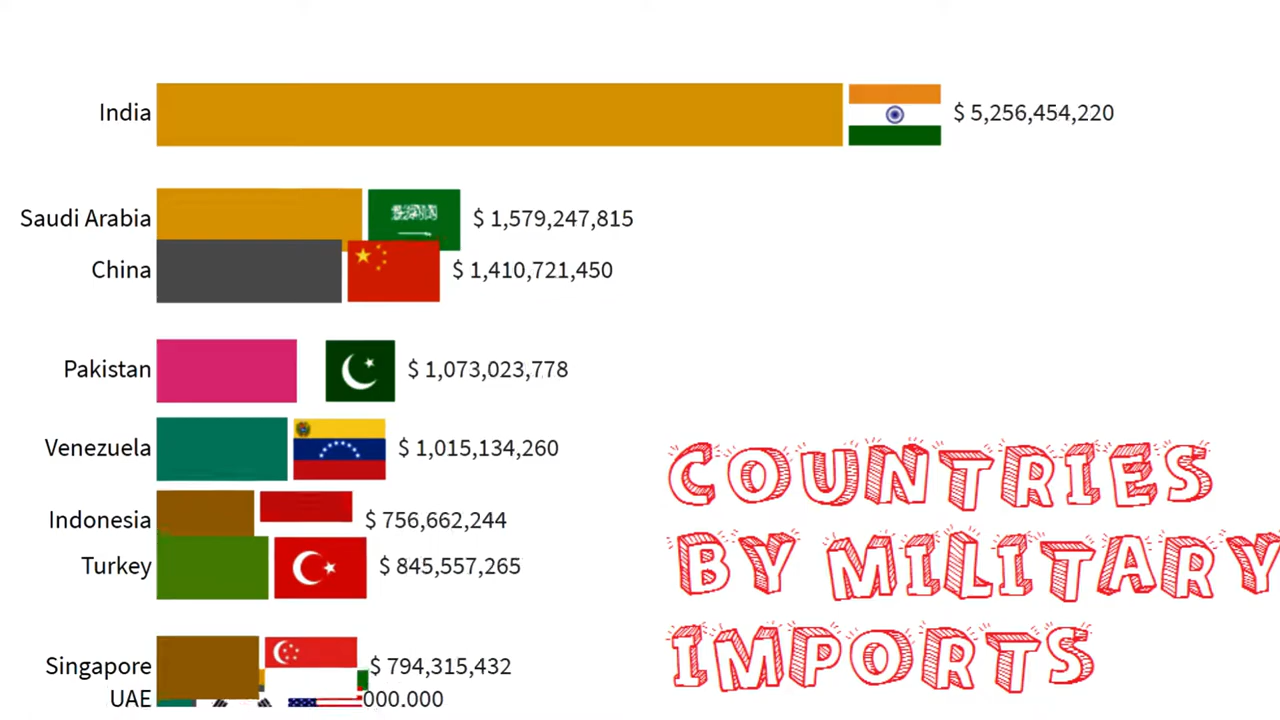 India $ 5,256,454,220
Saudi Arabia $ 1,579,247,815
China $ 1,410,721,450
Pakistan $ 1,073,023,778
Venezuela $ 1,015,134,260
Indonesia $ 756,662,244
Turkey $ 845,557,265
Singapore $ 794,315,432
UAE 000.000
COUNTRIES
BY MILITARY
IMPORTS